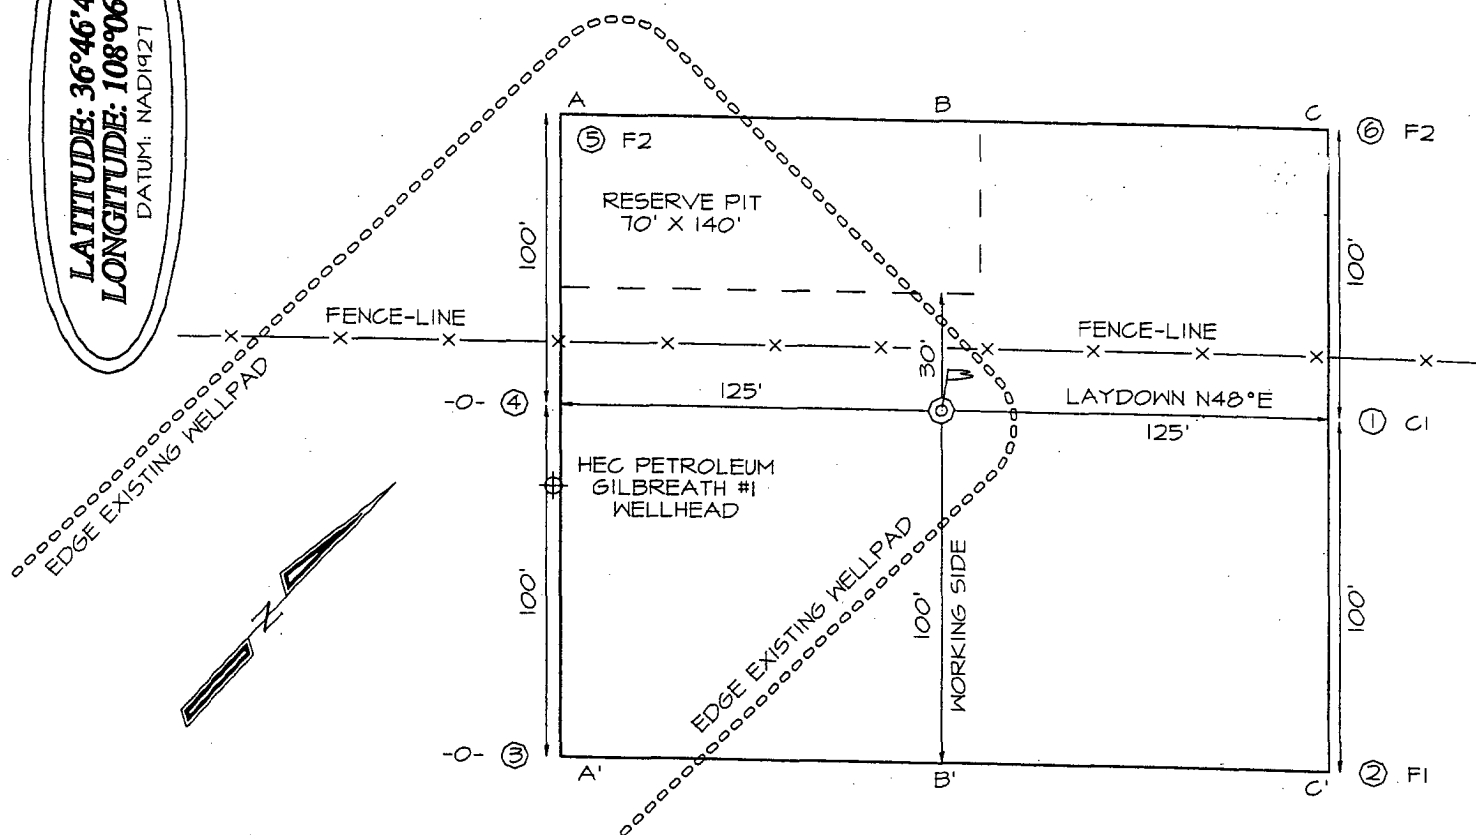 LATITUDE: 36°46'4
LONGITUDE: 108°06
DATUM: NAD1927
A
B
C
⑤ F2
⑥ F2
RESERVE PIT
70' X 140'
100'
100'
FENCE-LINE
FENCE-LINE
30'
-0- ④
125'
LAYDOWN N48°E
125'
① C1
EDGE EXISTING WELLPAD
HEC PETROLEUM
GILBREATH #1
WELLHEAD
N
100'
100'
WORKING SIDE
100'
EDGE EXISTING WELLPAD
-0- ③
A'
B'
C'
② F1